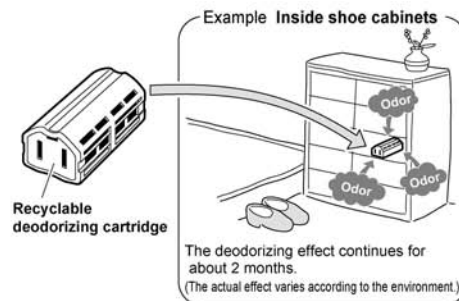 Example Inside shoe cabinets
Odor
Odor
Odor
Recyclable
deodorizing cartridge
The deodorizing effect continues for
about 2 months.
(The actual effect varies according to the environment.)